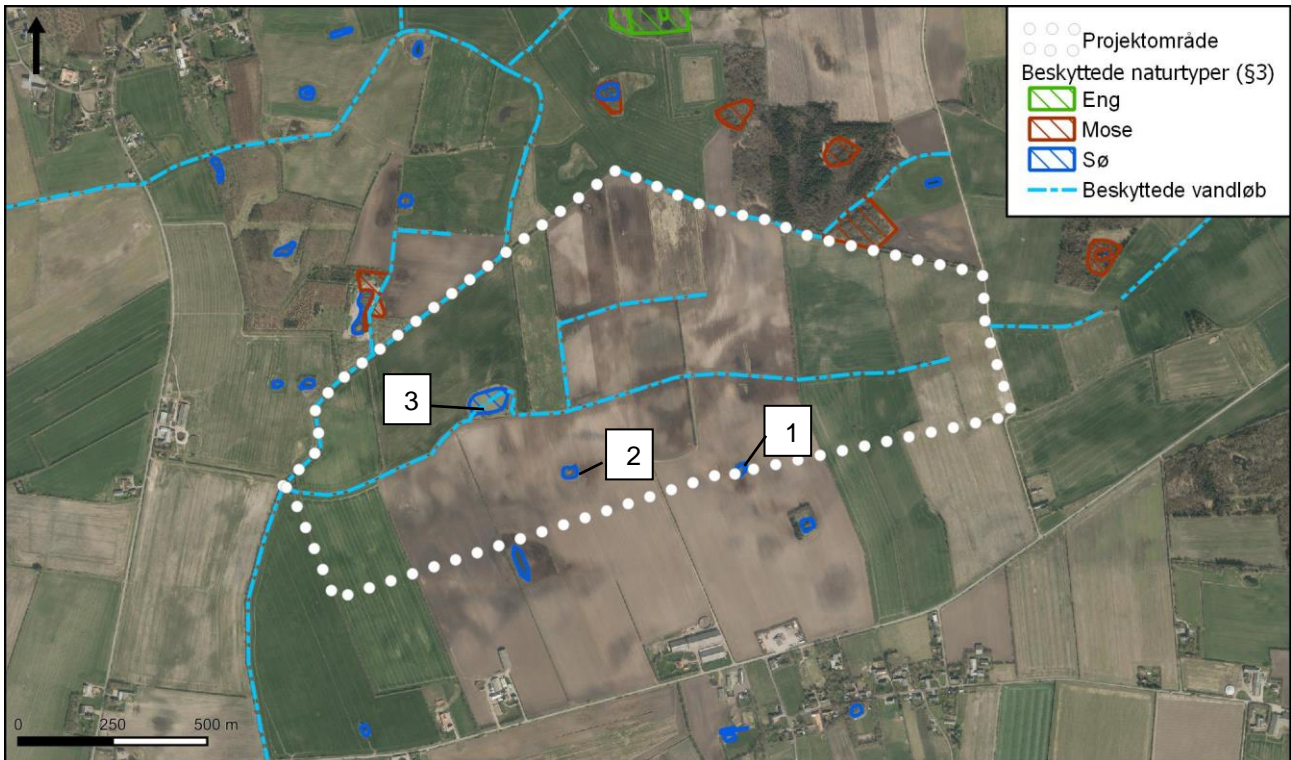 Projektområde
Beskyttede naturtyper (§3)
Eng
Mose
Sø
Beskyttede vandløb
3
1
2
0 250 500 m